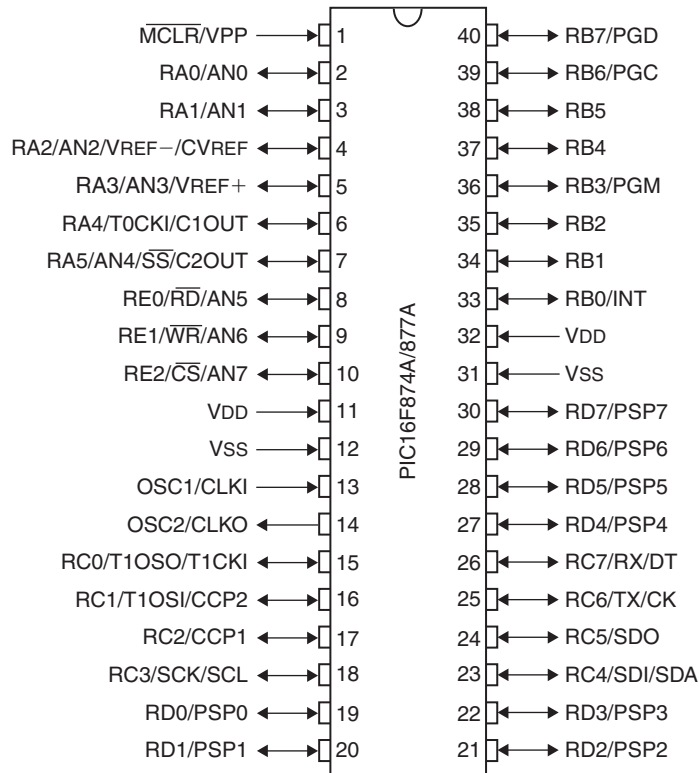 MCLR/VPP 1 40 RB7/PGD
RA0/AN0 2 39 RB6/PGC
RA1/AN1 3 38 RB5
RA2/AN2/VREF−/CVREF 4 37 RB4
RA3/AN3/VREF+ 5 36 RB3/PGM
RA4/T0CKI/C1OUT 6 35 RB2
RA5/AN4/SS/C2OUT 7 34 RB1
RE0/RD/AN5 8 33 RB0/INT
RE1/WR/AN6 9 32 VDD
RE2/CS/AN7 10 31 VSS
VDD 11 30 RD7/PSP7
VSS 12 29 RD6/PSP6
OSC1/CLKI 13 28 RD5/PSP5
OSC2/CLKO 14 27 RD4/PSP4
RC0/T1OSO/T1CKI 15 26 RC7/RX/DT
RC1/T1OSI/CCP2 16 25 RC6/TX/CK
RC2/CCP1 17 24 RC5/SDO
RC3/SCK/SCL 18 23 RC4/SDI/SDA
RD0/PSP0 19 22 RD3/PSP3
RD1/PSP1 20 21 RD2/PSP2
PIC16F874A/877A